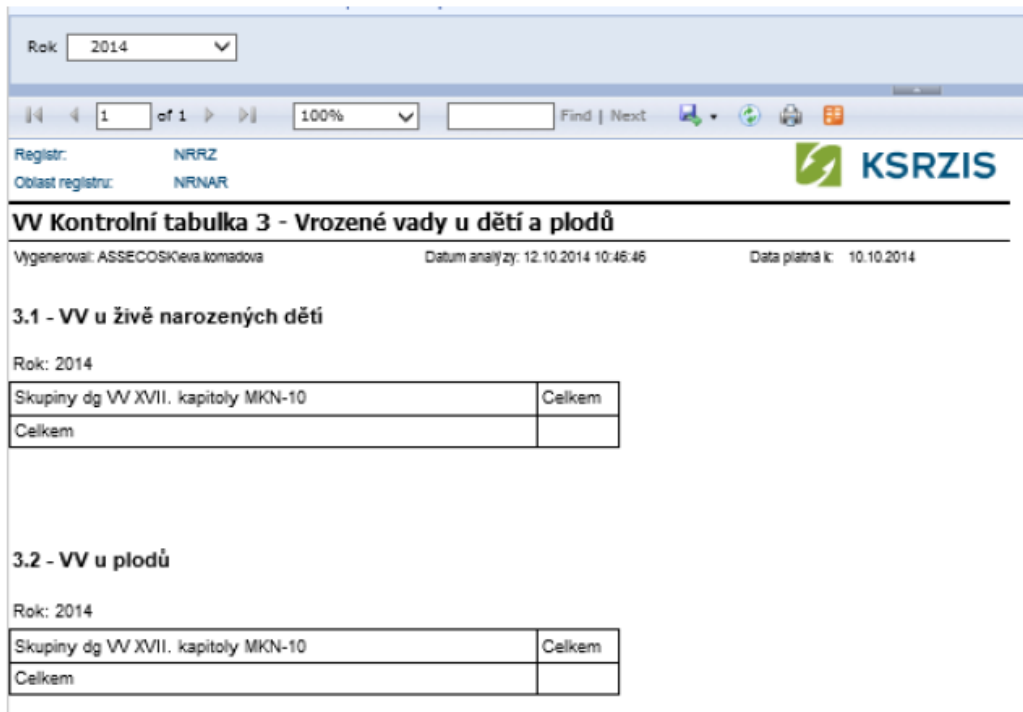 Rok 2014
1 of 1 100% Find | Next
Registr: NRRZ
Oblast registru: NRNAR
KSRZIS
VV Kontrolní tabulka 3 - Vrozené vady u dětí a plodů
Vygeneroval: ASSECOSK\eva.komadova Datum analýzy: 12.10.2014 10:46:46 Data platná k: 10.10.2014
3.1 - VV u živě narozených dětí
Rok: 2014
Skupiny dg VV XVII. kapitoly MKN-10 Celkem
Celkem
3.2 - VV u plodů
Rok: 2014
Skupiny dg VV XVII. kapitoly MKN-10 Celkem
Celkem